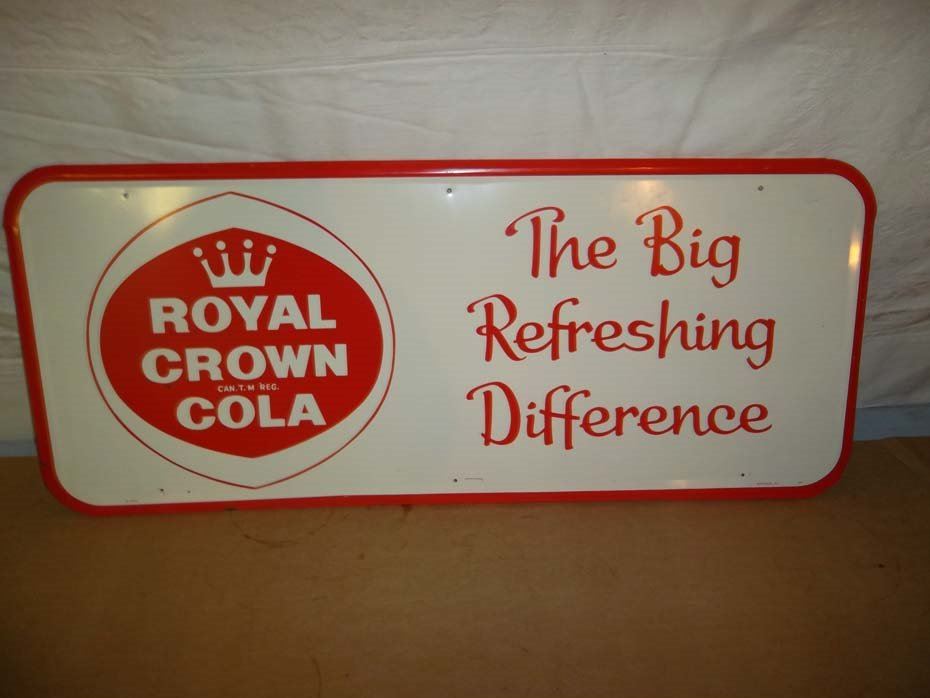 ROYAL
CROWN
CAN. T.M REG.
COLA
The Big
Refreshing
Difference